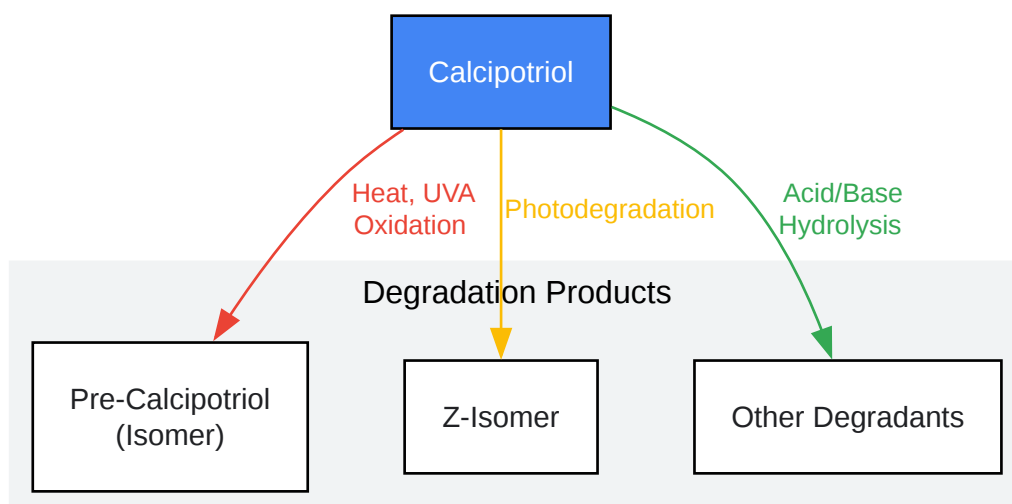 Calcipotriol
Heat, UVA
Oxidation
Photodegradation
Acid/Base
Hydrolysis
Degradation Products
Pre-Calcipotriol
(Isomer)
Z-Isomer
Other Degradants